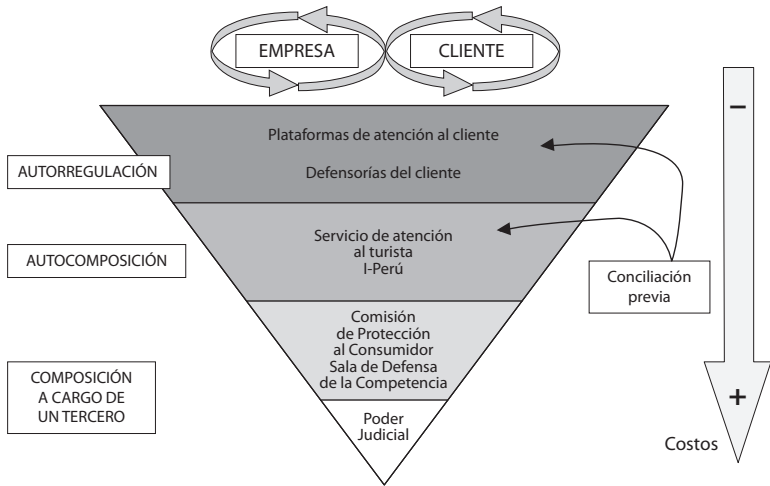 EMPRESA
CLIENTE
–
Plataformas de atención al cliente
Defensorías del cliente
AUTORREGULACIÓN
Servicio de atención
al turista
I-Perú
AUTOCOMPOSICIÓN
Conciliación
previa
Comisión
de Protección
al Consumidor
Sala de Defensa
de la Competencia
COMPOSICIÓN
A CARGO DE
UN TERCERO
Poder
Judicial
+
Costos